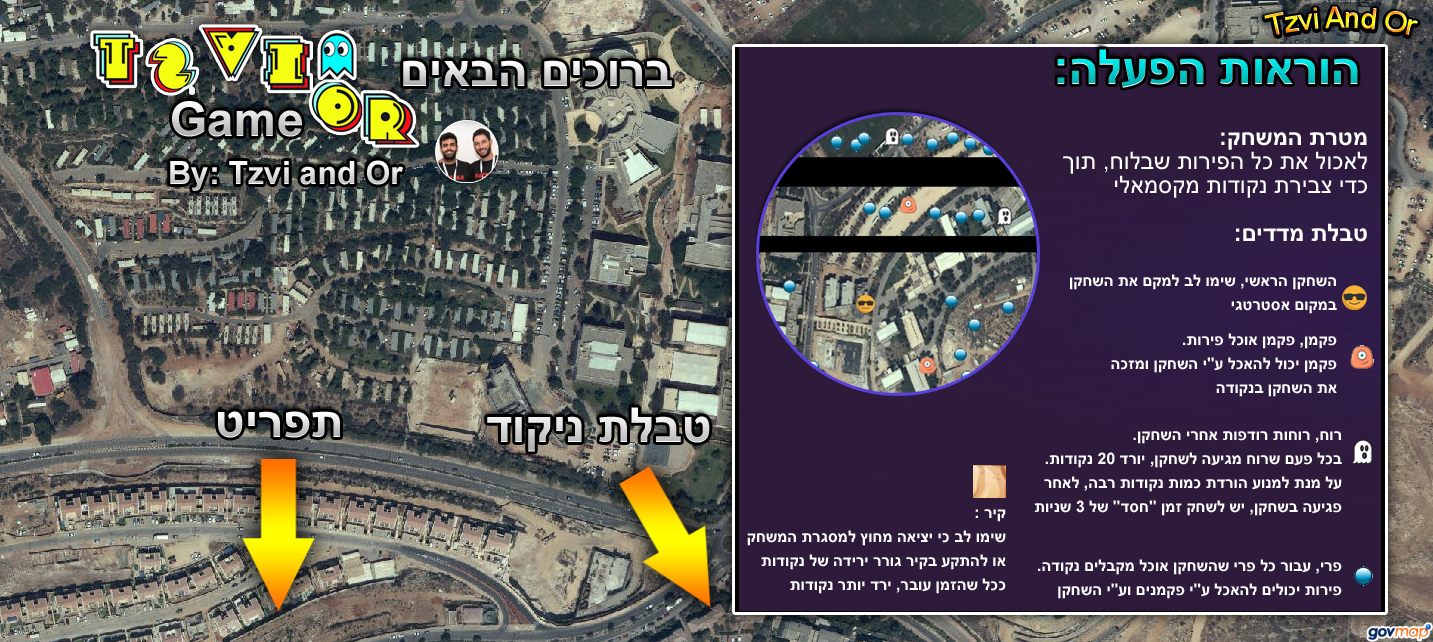 Tzvi And Or
TZVI
OR
Game
By: Tzvi and Or
ברוכים הבאים
תפריט
טבלת ניקוד
הוראות הפעלה:
מטרת המשחק:
לאכול את כל הפירות שבלוח, תוך
כדי צבירת נקודות מקסמאלי
טבלת מדדים:
השחקן הראשי, שימו לב למקם את השחקן
במקום אסטרטגי
פקמן, פקמן אוכל פירות.
פקמן יכול להאכל ע"י השחקן ומזכה
את השחקן בנקודה
רוח, רוחות רודפות אחרי השחקן.
בכל פעם שרוח מגיעה לשחקן, יורד 20 נקודות.
על מנת למנוע הורדת כמות נקודות רבה, לאחר
פגיעה בשחקן, יש לשחק זמן "חסד" של 3 שניות
פרי, עבור כל פרי שהשחקן אוכל מקבלים נקודה.
פירות יכולים להאכל ע"י פקמנים וע"י השחקן
קיר :
שימו לב כי יציאה מחוץ למסגרת המשחק
או להתקע בקיר גורר ירידה של נקודות
ככל שהזמן עובר, ירד יותר נקודות
govmap